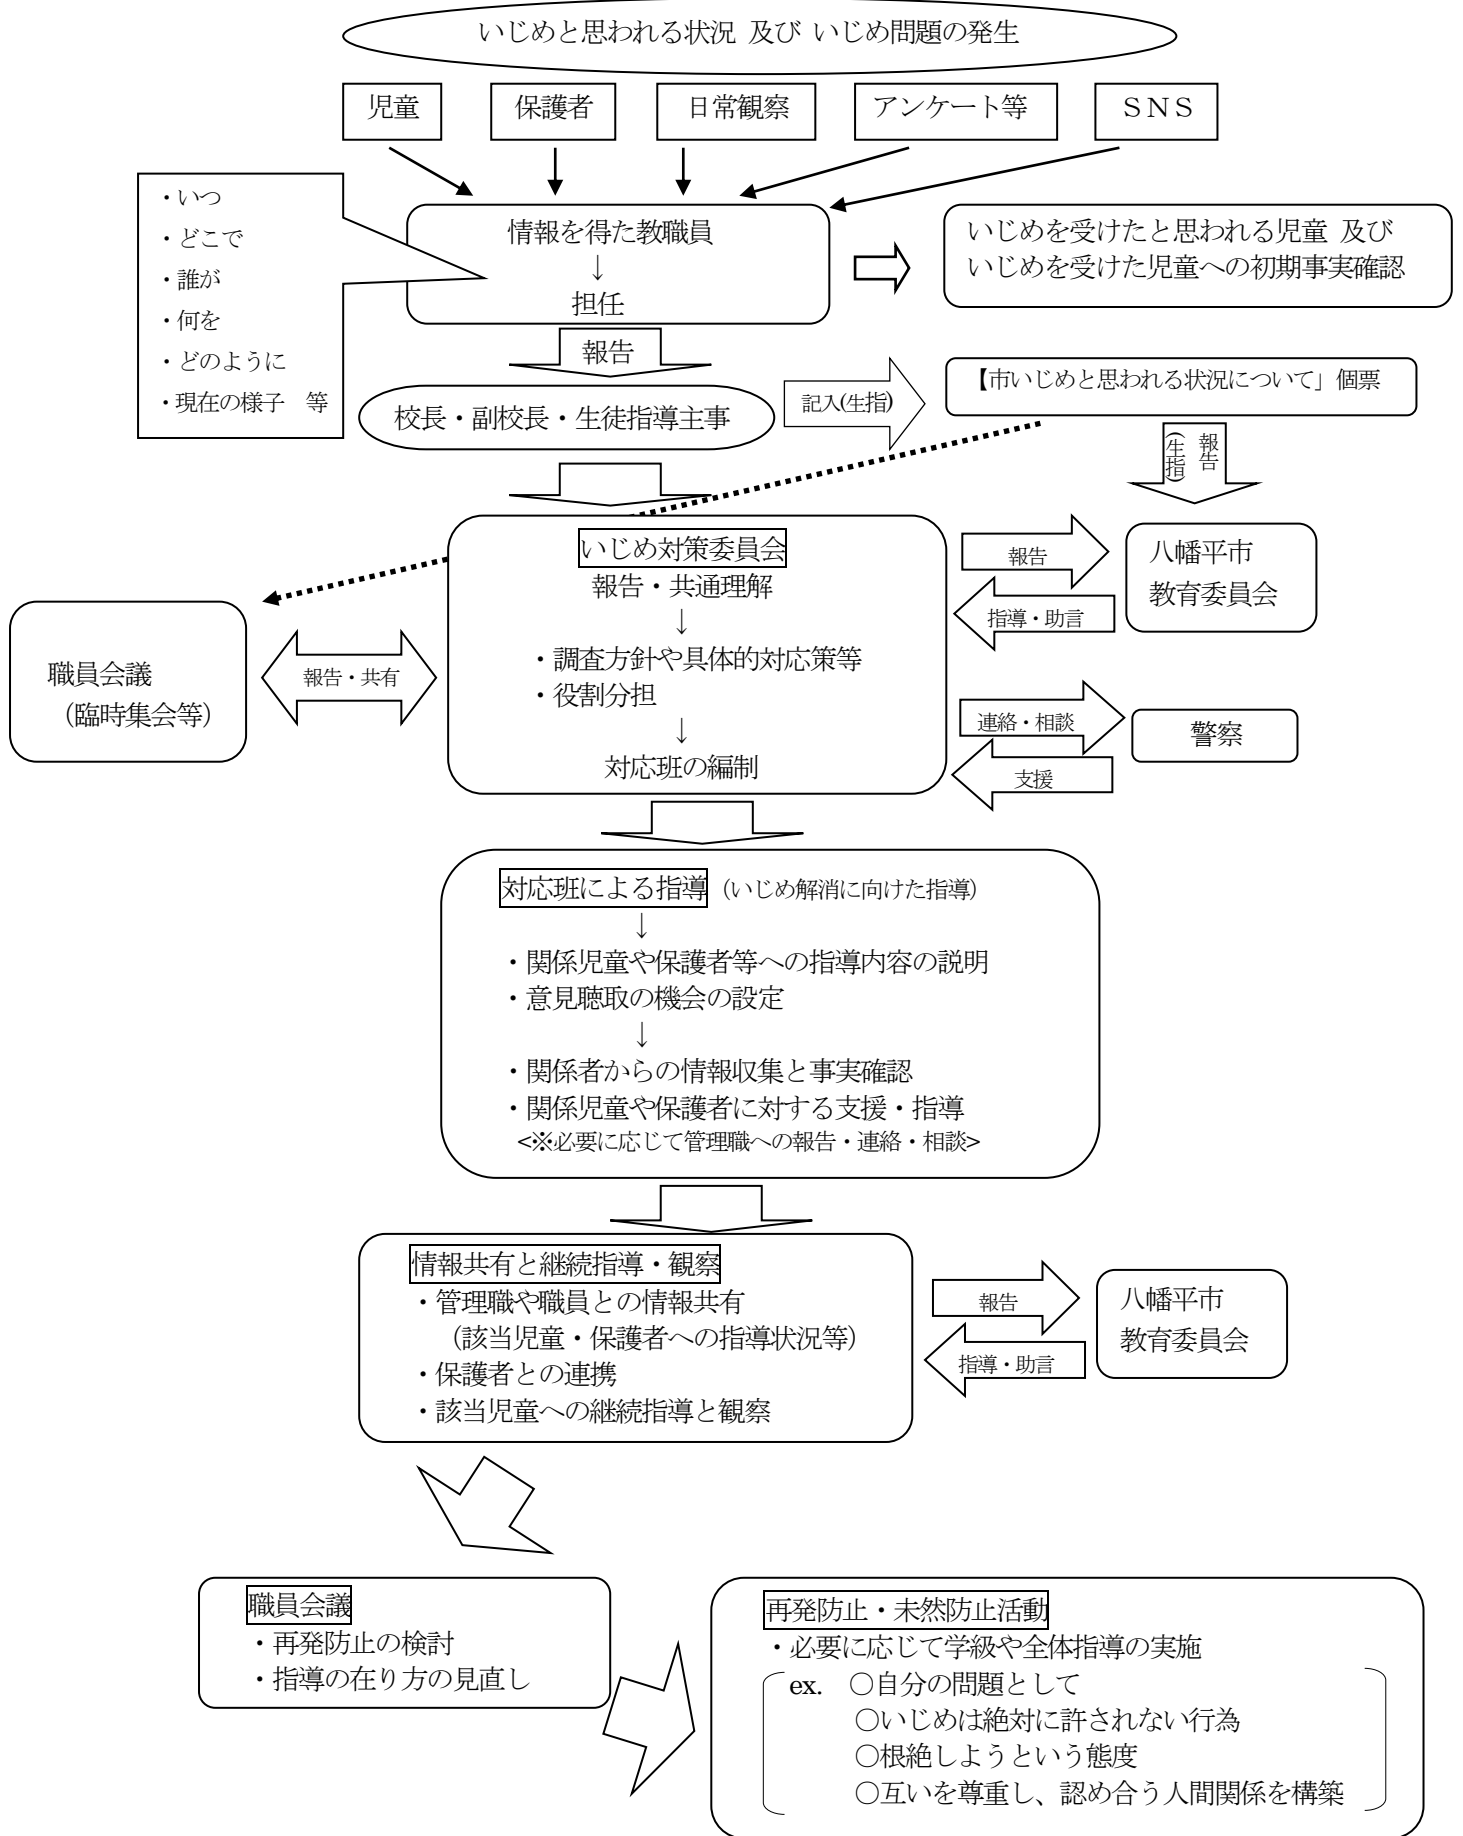 いじめと思われる状況 及び いじめ問題の発生
児童
保護者
日常観察
アンケート等
ＳＮＳ
・いつ
・どこで
・誰が
・何を
・どのように
・現在の様子　等
情報を得た教職員
↓
担任
いじめを受けたと思われる児童 及び
いじめを受けた児童への初期事実確認
報告
校長・副校長・生徒指導主事
記入(生指)
【市いじめと思われる状況について」個票
報告
(生指)
いじめ対策委員会
報告・共通理解
↓
・調査方針や具体的対応策等
・役割分担
↓
対応班の編制
報告
指導・助言
八幡平市
教育委員会
職員会議
（臨時集会等）
報告・共有
連絡・相談
支援
警察
対応班による指導（いじめ解消に向けた指導）
↓
・関係児童や保護者等への指導内容の説明
・意見聴取の機会の設定
↓
・関係者からの情報収集と事実確認
・関係児童や保護者に対する支援・指導
<※必要に応じて管理職への報告・連絡・相談>
情報共有と継続指導・観察
・管理職や職員との情報共有
（該当児童・保護者への指導状況等）
・保護者との連携
・該当児童への継続指導と観察
報告
指導・助言
八幡平市
教育委員会
職員会議
・再発防止の検討
・指導の在り方の見直し
再発防止・未然防止活動
・必要に応じて学級や全体指導の実施
ex.　〇自分の問題として
〇いじめは絶対に許されない行為
〇根絶しようという態度
〇互いを尊重し、認め合う人間関係を構築